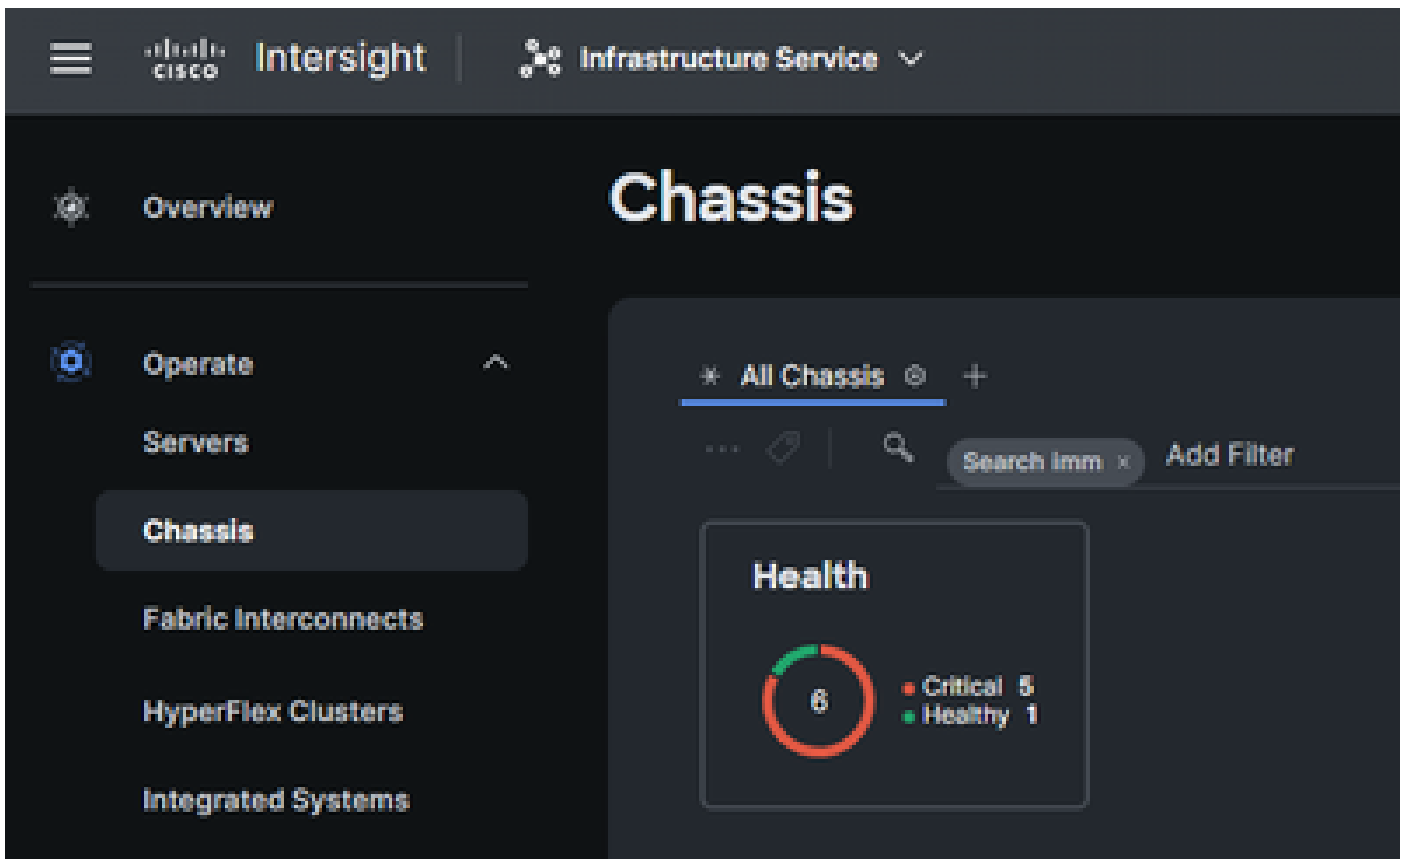 CISCO Intersight Infrastructure Service
Overview
Operate
Servers
Chassis
Fabric Interconnects
HyperFlex Clusters
Integrated Systems
Chassis
All Chassis
Search imm × Add Filter
Health
6
Critical 5
Healthy 1